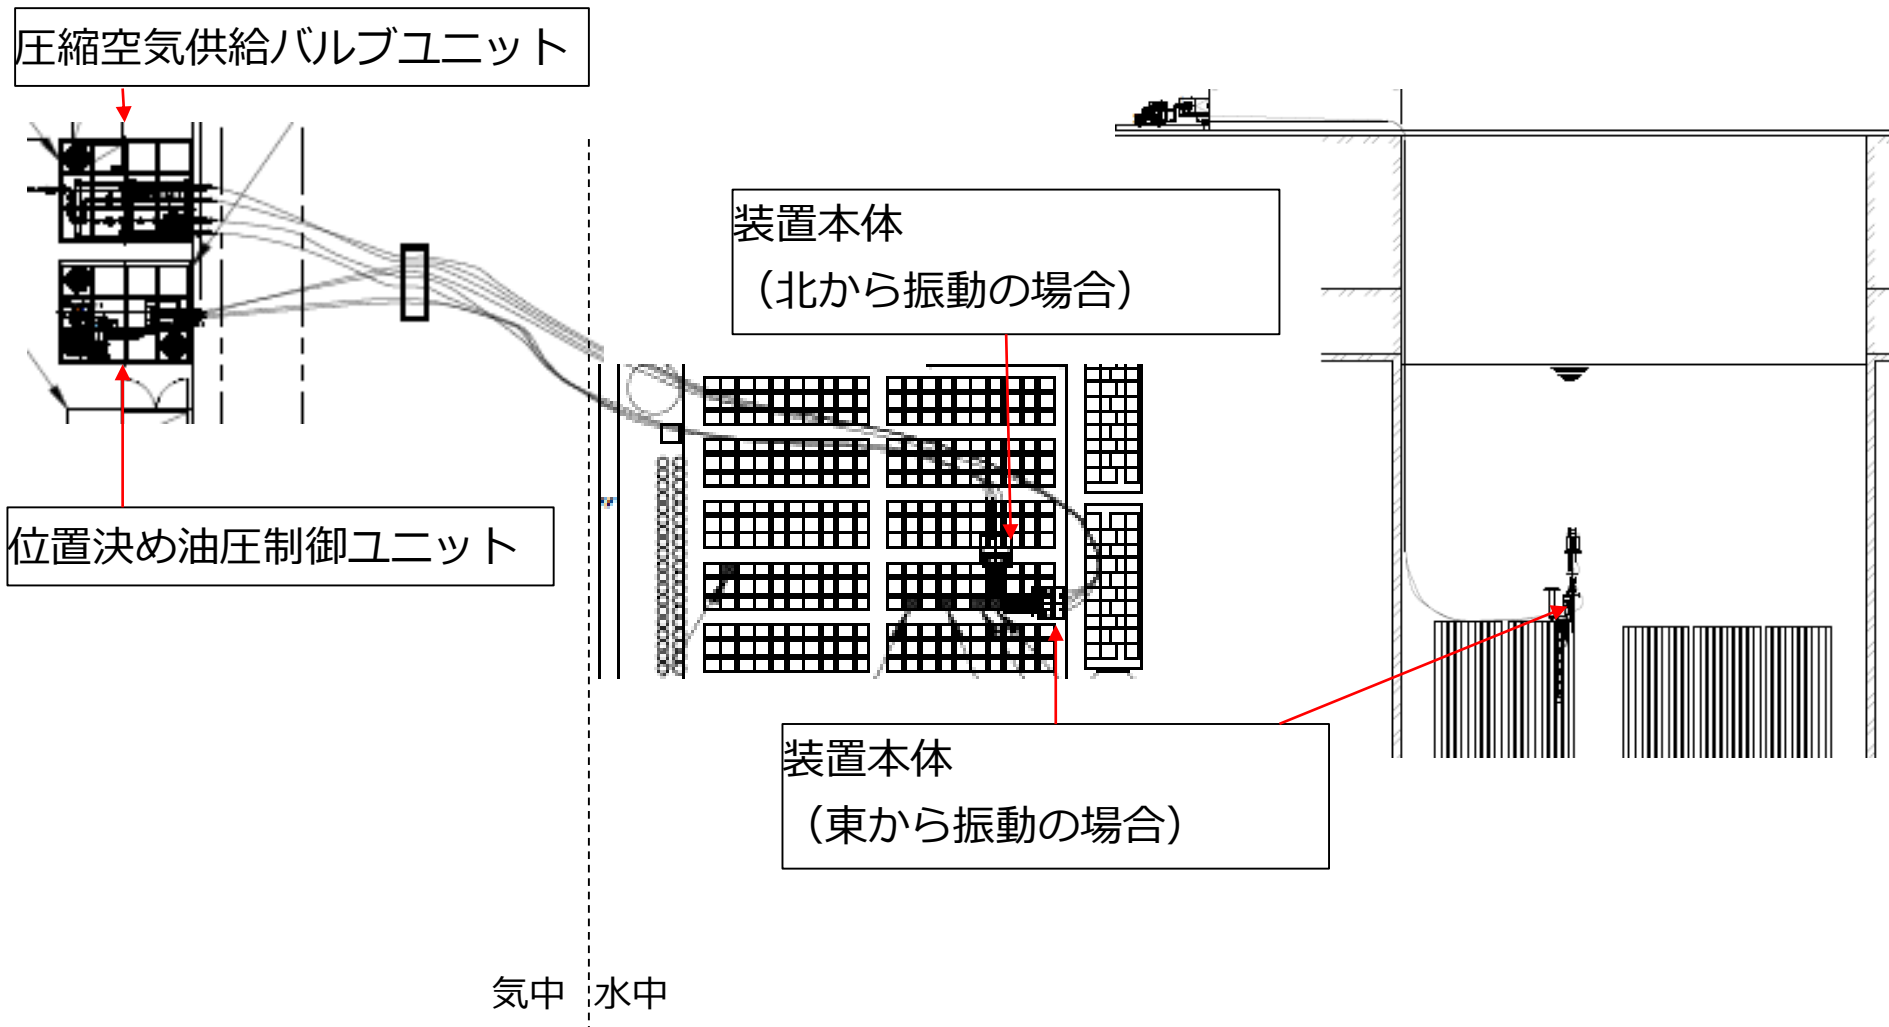 圧縮空気供給バルブユニット
装置本体
（北から振動の場合）
位置決め油圧制御ユニット
装置本体
（東から振動の場合）
気中
水中